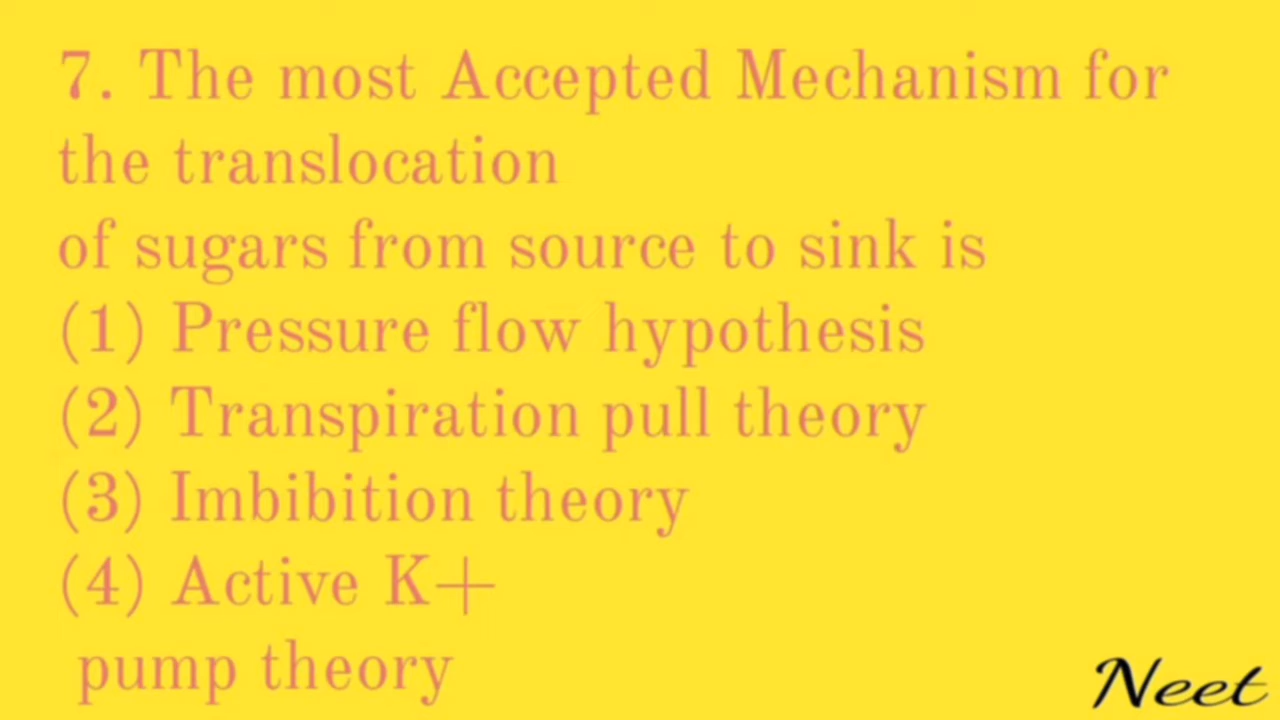 7. The most Accepted Mechanism for
the translocation
of sugars from source to sink is
(1) Pressure flow hypothesis
(2) Transpiration pull theory
(3) Imbibition theory
(4) Active K+
pump theory
Neet